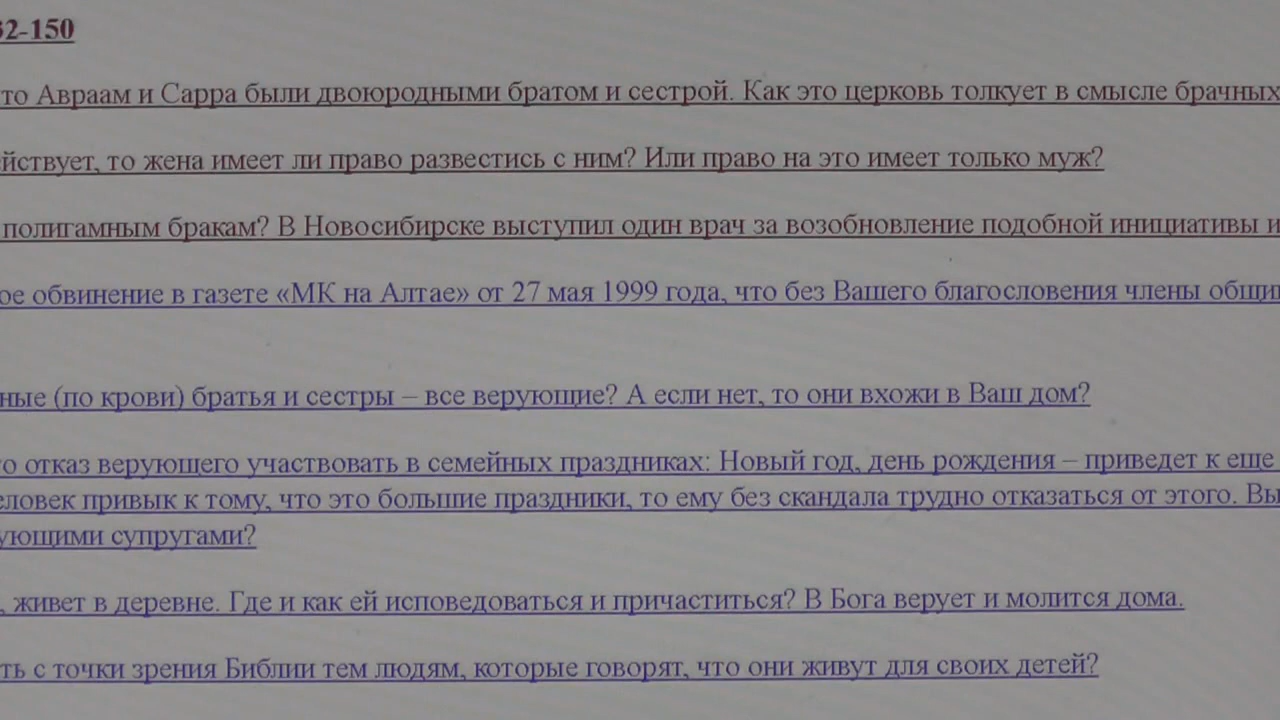 32-150
то Авраам и Сарра были двоюродными братом и сестрой. Как это церковь толкует в смысле брачных
йствует, то жена имеет ли право развестись с ним? Или право на это имеет только муж?
полигамным бракам? В Новосибирске выступил один врач за возобновление подобной инициативы и
ое обвинение в газете «МК на Алтае» от 27 мая 1999 года, что без Вашего благословения члены общи
ные (по крови) братья и сестры – все верующие? А если нет, то они вхожи в Ваш дом?
о отказ верующего участвовать в семейных праздниках: Новый год, день рождения – приведет к еще
еловек привык к тому, что это большие праздники, то ему без скандала трудно отказаться от этого. Вы
ующими супругами?
, живет в деревне. Где и как ей исповедоваться и причаститься? В Бога верует и молится дома.
ть с точки зрения Библии тем людям, которые говорят, что они живут для своих детей?